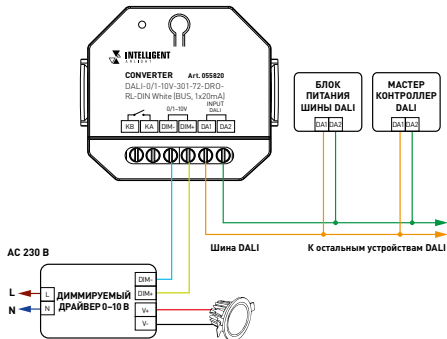 INTELLIGENT
ARLIGHT
CONVERTER Art. 055820
DALI-0/1-10V-301-72-DRO-
RL-DIN White (BUS, 1x20mA)
0/1-10V
INPUT
DALI
KB KA DIM- DIM+ DA1 DA2
БЛОК
ПИТАНИЯ
ШИНЫ DALI
DA1 DA2
МАСТЕР
КОНТРОЛЛЕР
DALI
DA1 DA2
Шина DALI
К остальным устройствам DALI
AC 230 В
L
N
L
N
ДИММИРУЕМЫЙ
ДРАЙВЕР 0–10 В
DIM-
DIM+
V+
V-